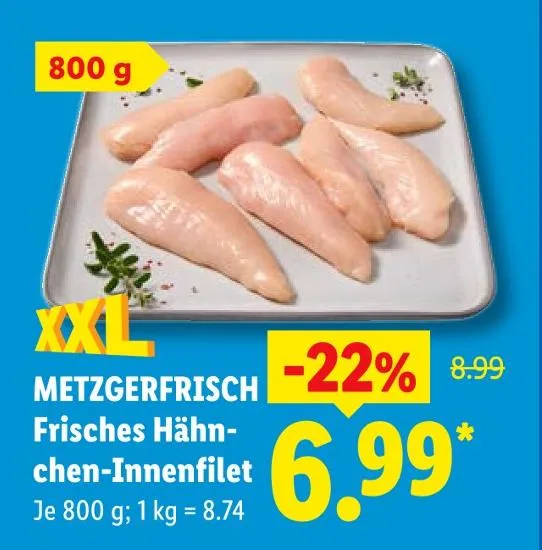 800 g
XXL
METZGERFRISCH
Frisches Hähn-
chen-Innenfilet
Je 800 g; 1 kg = 8.74
-22%
8.99
6.99*